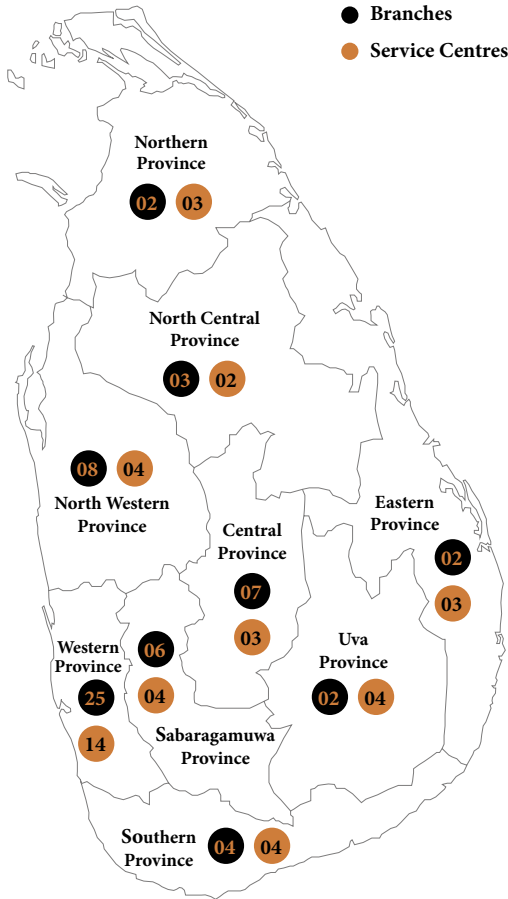 Branches
Service Centres
Northern
Province
02 03
North Central
Province
03 02
08 04
North Western
Province
Eastern
Province
02
03
Central
Province
07
03
Uva
Province
02 04
Western
Province
25
14
06
04
Sabaragamuwa
Province
Southern
Province
04 04